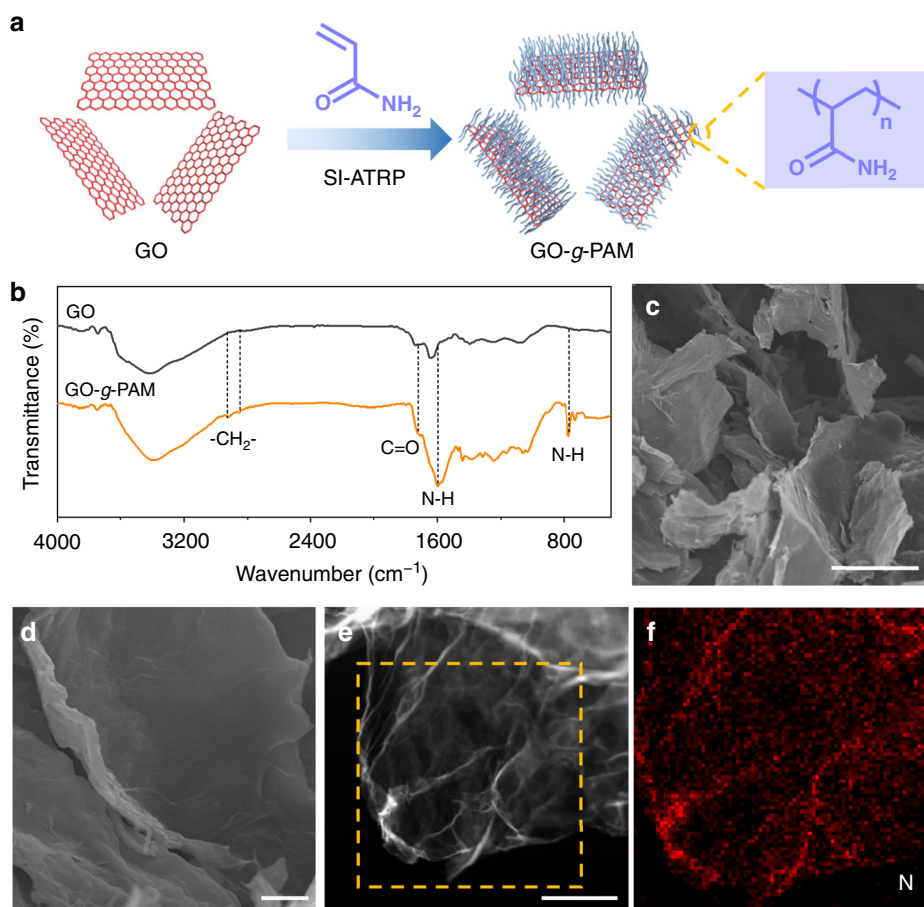 a
O
NH₂
SI-ATRP
GO
GO-g-PAM
n
O
NH₂
b
GO
GO-g-PAM
-CH₂-
C=O
N-H
N-H
Transmittance (%)
4000 3200 2400 1600 800
Wavenumber (cm⁻¹)
c
d
e
f
N